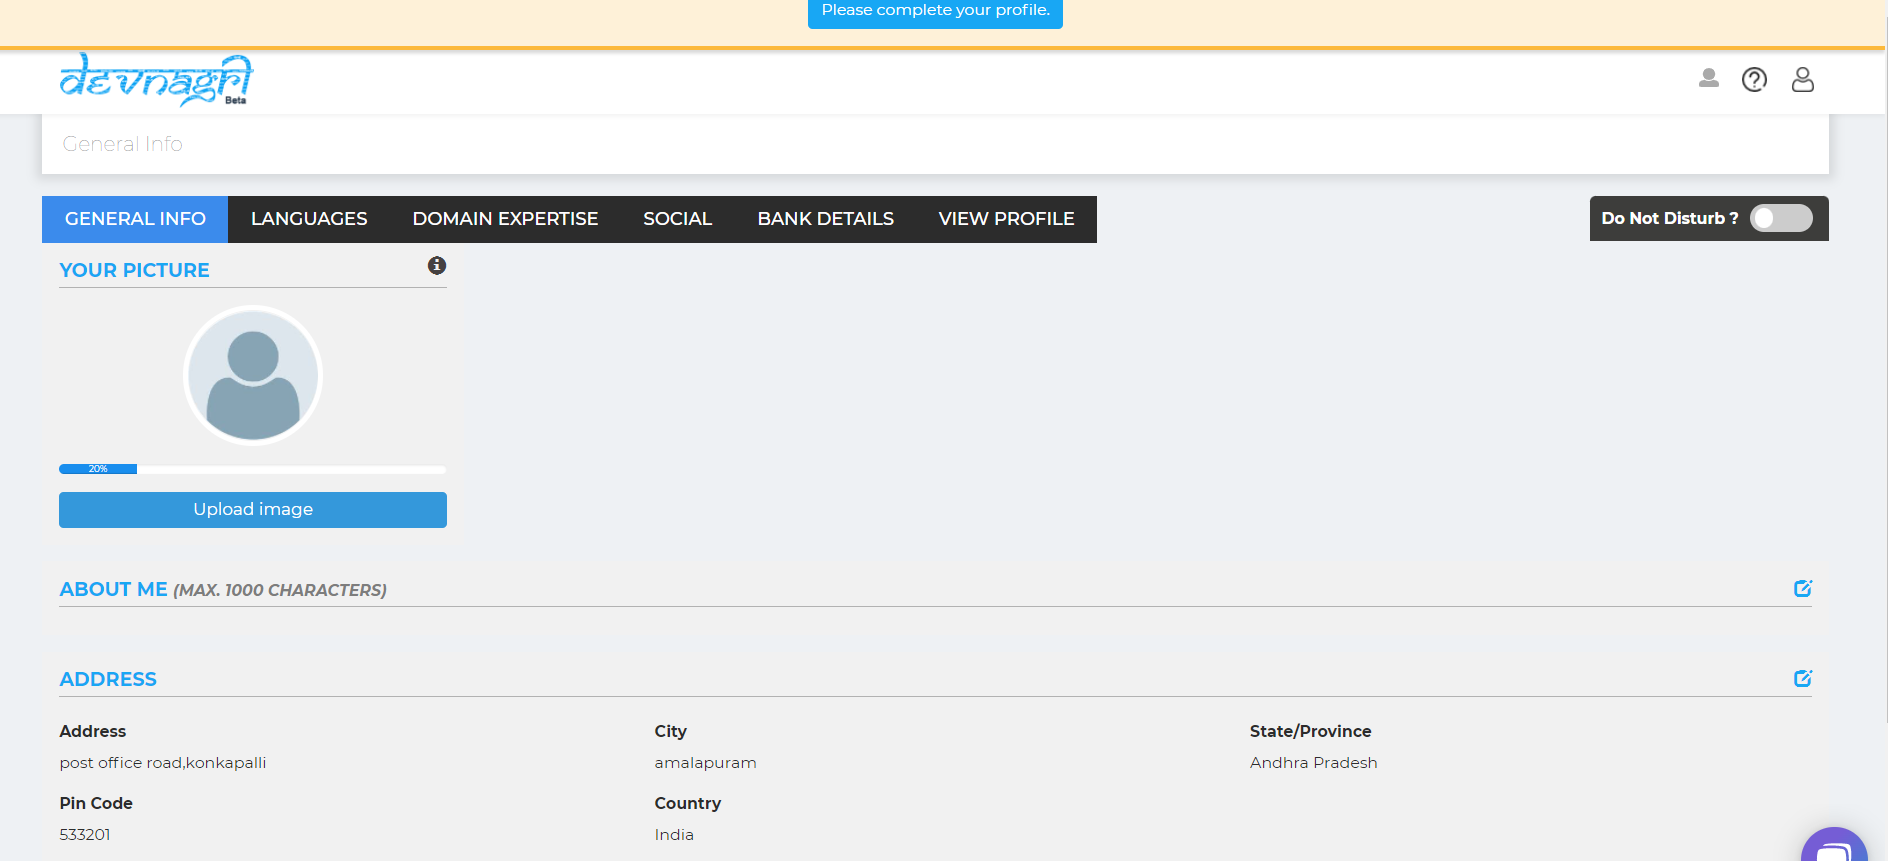 Please complete your profile.
devnagri
Beta
General Info
GENERAL INFO LANGUAGES DOMAIN EXPERTISE SOCIAL BANK DETAILS VIEW PROFILE
Do Not Disturb ?
YOUR PICTURE
20%
Upload image
ABOUT ME (MAX. 1000 CHARACTERS)
ADDRESS
Address City State/Province
post office road,konkapalli amalapuram Andhra Pradesh
Pin Code Country
533201 India